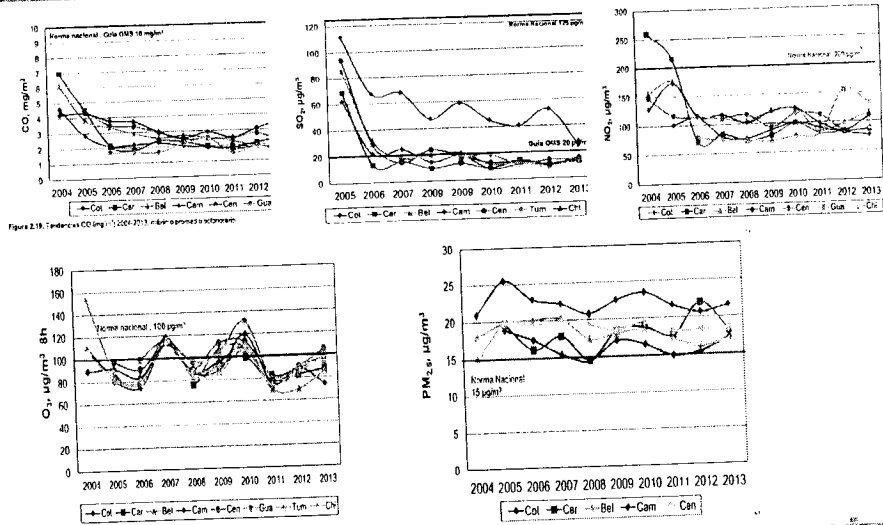 Norma nacional, Guía OMS 10 mg/m³
CO, mg/m³
10
9
8
7
6
5
4
3
2
1
0
2004 2005 2006 2007 2008 2009 2010 2011 2012
Col Car Bel Cam Cen Gua
Figura 2.19. Tendencias CO (mg/m³) 2004-2013,
Norma Nacional 125 µg/m³
SO₂, µg/m³
120
100
80
60
40
20
0
Guía OMS 20 µg/m³
2005 2006 2007 2008 2009 2010 2011 2012 2013
Col Car Bel Cam Cen Tum Chi
NO₂, µg/m³
300
250
200
150
100
50
0
Norma Nacional, 200 µg/m³
2004 2005 2006 2007 2008 2009 2010 2011 2012 2013
Col Car Bel Cam Cen Gua Chi
O₃, µg/m³ 8h
180
160
140
120
100
80
60
40
20
0
Norma nacional, 100 µg/m³
2004 2005 2006 2007 2008 2009 2010 2011 2012 2013
Col Car Bel Cam Cen Gua Tum Chi
PM₂.₅, µg/m³
30
25
20
15
10
5
0
Norma Nacional
15 µg/m³
2004 2005 2006 2007 2008 2009 2010 2011 2012 2013
Col Car Bel Cam Cen